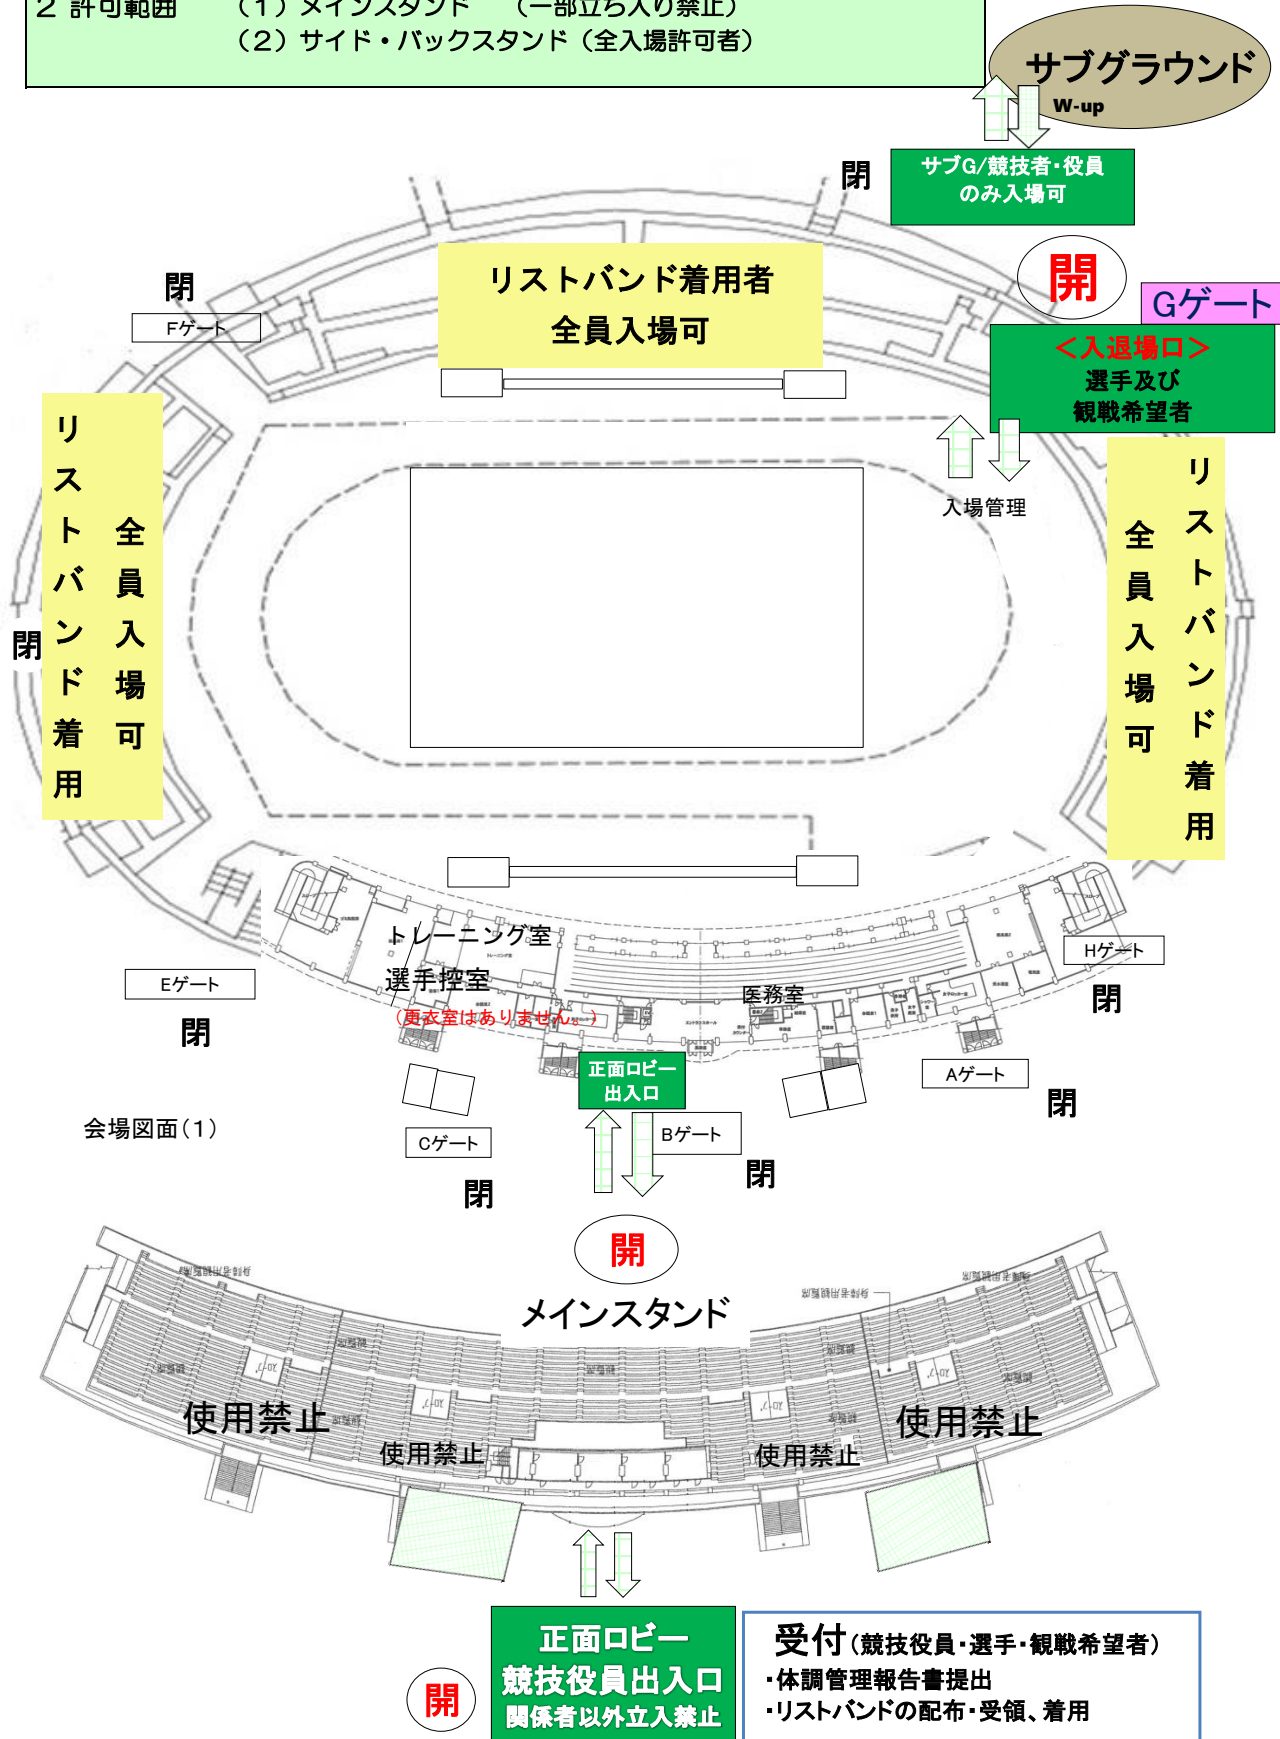 2 許可範囲　（1）メインスタンド　（一部立ち入り禁止）
（2）サイド・バックスタンド（全入場許可者）
サブグラウンド
W-up
サブG/競技者・役員
のみ入場可
閉
開
Gゲート
＜入退場口＞
選手及び
観戦希望者
閉
Fゲート
リストバンド着用者
全員入場可
入場管理
リストバンド着用
全員入場可
閉
リストバンド着用
全員入場可
トレーニング室
選手控室
（更衣室はありません。）
医務室
Hゲート
閉
Eゲート
閉
正面ロビー
出入口
Aゲート
閉
会場図面（1）
Cゲート
閉
Bゲート
閉
開
メインスタンド
使用禁止
使用禁止
使用禁止
使用禁止
正面ロビー
競技役員出入口
関係者以外立入禁止
開
受付（競技役員・選手・観戦希望者）
・体調管理報告書提出
・リストバンドの配布・受領、着用